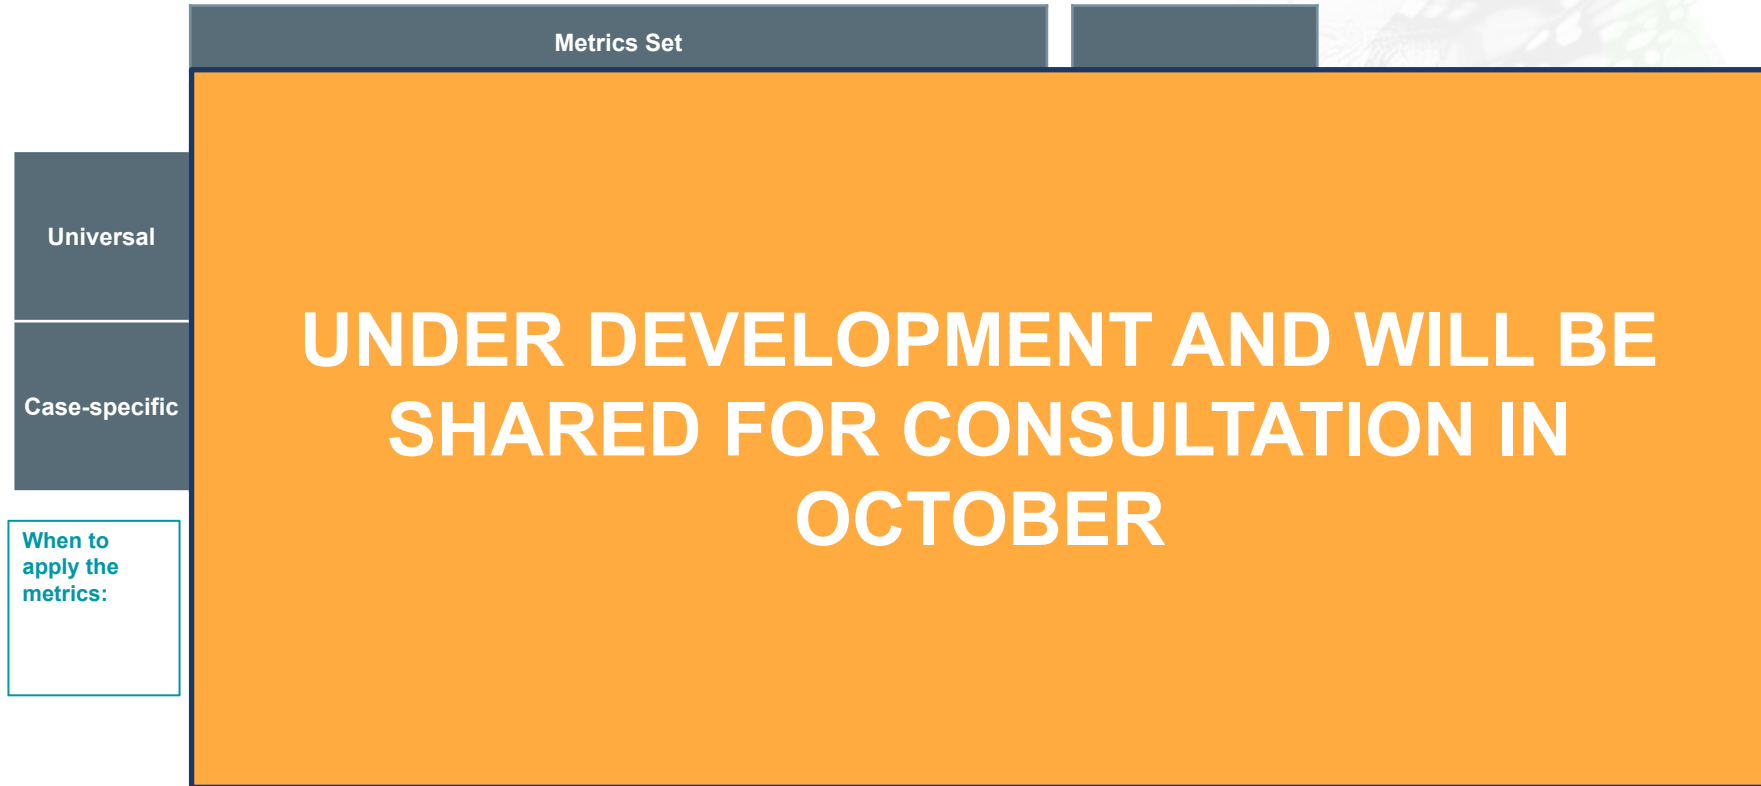 Metrics Set
Universal
UNDER DEVELOPMENT AND WILL BE
SHARED FOR CONSULTATION IN
OCTOBER
Case-specific
When to
apply the
metrics: